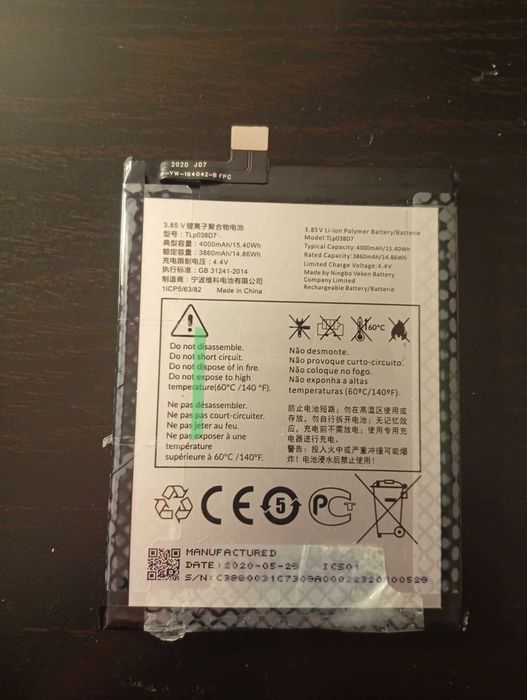 2020 J07
P-YW-164042-B FPC
3.85 V 锂离子聚合物电池
型号: TLp038D7
典型容量: 4000mAh/15.40Wh
额定容量: 3860mAh/14.86Wh
充电限制电压: 4.4V
执行标准: GB 31241-2014
制造商: 宁波维科电池有限公司
1ICP5/63/82 Made in China
3.85 V Li-ion Polymer Battery/Batterie
Model:TLp038D7
Typical Capacity:4000mAh/15.40Wh
Rated Capacity: 3860mAh/14.86Wh
Limited Charge Voltage:4.4V
Made by Ningbo Veken Battery
Company Limited
Rechargeable Battery/Batterie
Do not disassemble.
Do not short circuit.
Do not dispose of in fire.
Do not expose to high
temperature(60°C /140 °F).
Ne pas désassembler.
Ne pas court-circuiter.
Ne pas jeter au feu.
Ne pas exposer à une
température
supérieure à 60°C /140°F.
60°C
Não desmonte.
Não provoque curto-circuito.
Não coloque no fogo.
Não exponha a altas
temperaturas (60ºC/140ºF).
防止电池短路; 勿在高温区使用或
存放, 勿自行拆开电池; 无记忆效
应, 充电前不需放电; 使用专用充
电器进行充电。
警告: 投入火中或严重冲撞可能爆
炸! 电池浸水后禁止使用!
CE
5
PCT
MANUFACTURED
DATE: 2020-05-29 ICS01